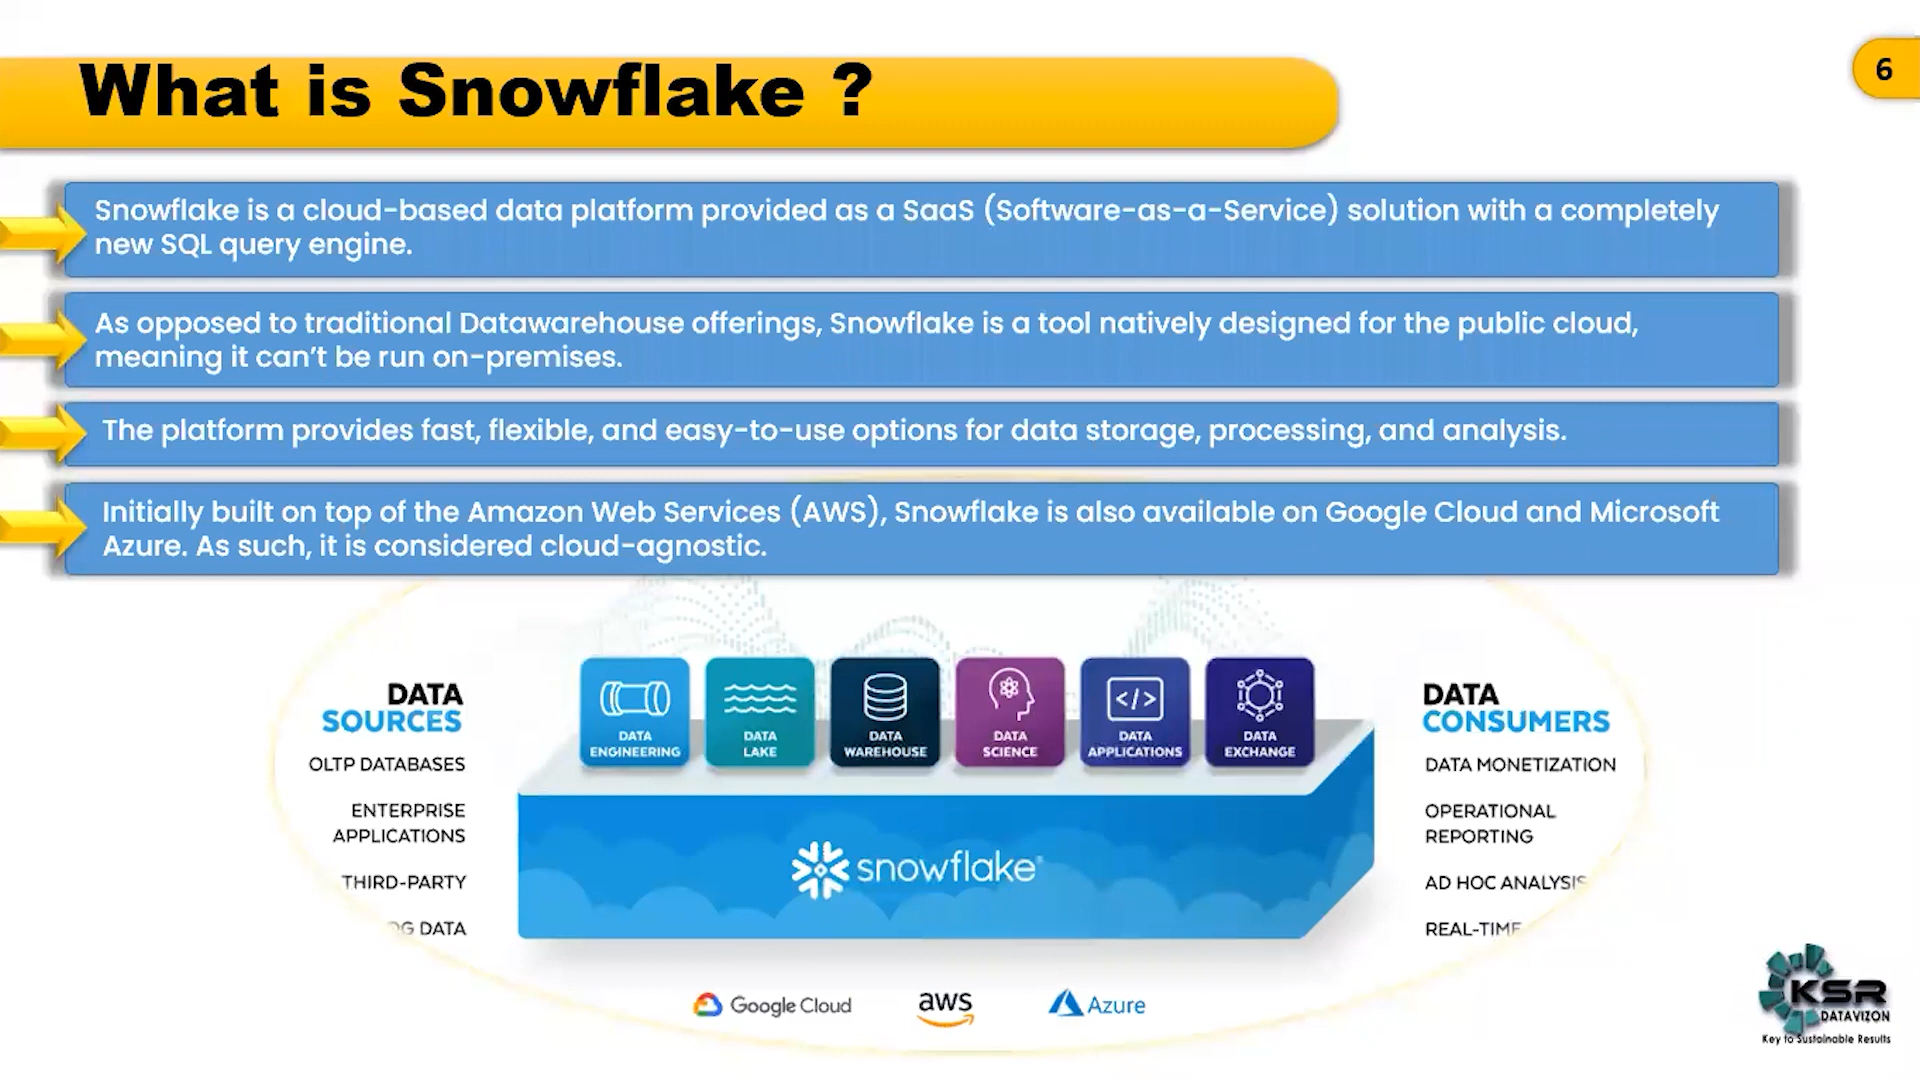 What is Snowflake ?
6
Snowflake is a cloud-based data platform provided as a SaaS (Software-as-a-Service) solution with a completely
new SQL query engine.
As opposed to traditional Datawarehouse offerings, Snowflake is a tool natively designed for the public cloud,
meaning it can't be run on-premises.
The platform provides fast, flexible, and easy-to-use options for data storage, processing, and analysis.
Initially built on top of the Amazon Web Services (AWS), Snowflake is also available on Google Cloud and Microsoft
Azure. As such, it is considered cloud-agnostic.
DATA
SOURCES
OLTP DATABASES
ENTERPRISE
APPLICATIONS
THIRD-PARTY
DATA
DATA
ENGINEERING
DATA
LAKE
DATA
WAREHOUSE
DATA
SCIENCE
DATA
APPLICATIONS
DATA
EXCHANGE
snowflake
DATA
CONSUMERS
DATA MONETIZATION
OPERATIONAL
REPORTING
AD HOC ANALYSIS
REAL-TIME
Google Cloud
aws
Azure
KSR
DATAVIZON
Key to Sustainable Results